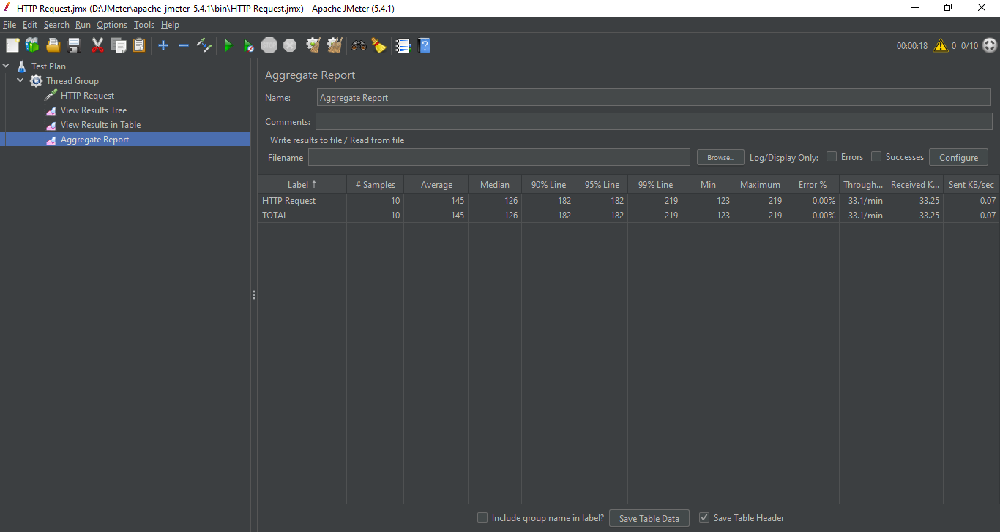 HTTP Request.jmx (D:\JMeter\apache-jmeter-5.4.1\bin\HTTP Request.jmx) - Apache JMeter (5.4.1)
File Edit Search Run Options Tools Help
STOP
00:00:18 0 0/10
Test Plan
Thread Group
HTTP Request
View Results Tree
View Results in Table
Aggregate Report
Aggregate Report
Name: Aggregate Report
Comments:
Write results to file / Read from file
Filename Browse... Log/Display Only: Errors Successes Configure
Label ↑ # Samples Average Median 90% Line 95% Line 99% Line Min Maximum Error % Through... Received K... Sent KB/sec
HTTP Request 10 145 126 182 182 219 123 219 0.00% 33.1/min 33.25 0.07
TOTAL 10 145 126 182 182 219 123 219 0.00% 33.1/min 33.25 0.07
Include group name in label? Save Table Data Save Table Header